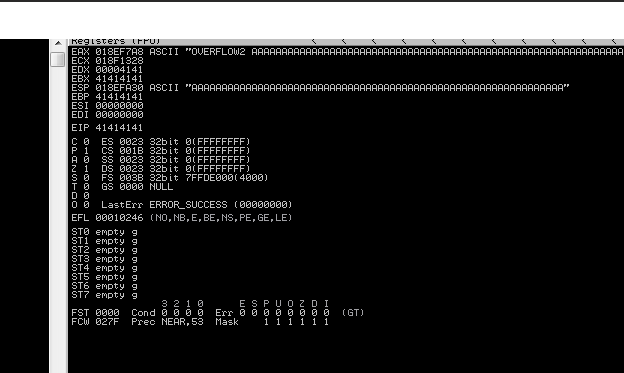 Registers (FPU) < < < < < < < < < < <
EAX 018EF7A8 ASCII "OVERFLOW2 AAAAAAAAAAAAAAAAAAAAAAAAAAAAAAAAAAAAAAAAAAAAAAAAAAAAAAAAAAAAAA
ECX 018F1328
EDX 00004141
EBX 41414141
ESP 018EFA30 ASCII "AAAAAAAAAAAAAAAAAAAAAAAAAAAAAAAAAAAAAAAAAAAAAAAAAAAAAAAAAAAAAA"
EBP 41414141
ESI 00000000
EDI 00000000
EIP 41414141
C 0 ES 0023 32bit 0(FFFFFFFF)
P 1 CS 001B 32bit 0(FFFFFFFF)
A 0 SS 0023 32bit 0(FFFFFFFF)
Z 1 DS 0023 32bit 0(FFFFFFFF)
S 0 FS 003B 32bit 7FFDE000(4000)
T 0 GS 0000 NULL
D 0
O 0 LastErr ERROR_SUCCESS (00000000)
EFL 00010246 (NO,NB,E,BE,NS,PE,GE,LE)
ST0 empty g
ST1 empty g
ST2 empty g
ST3 empty g
ST4 empty g
ST5 empty g
ST6 empty g
ST7 empty g
3 2 1 0 E S P U O Z D I
FST 0000 Cond 0 0 0 0 Err 0 0 0 0 0 0 0 0 (GT)
FCW 027F Prec NEAR,53 Mask 1 1 1 1 1 1